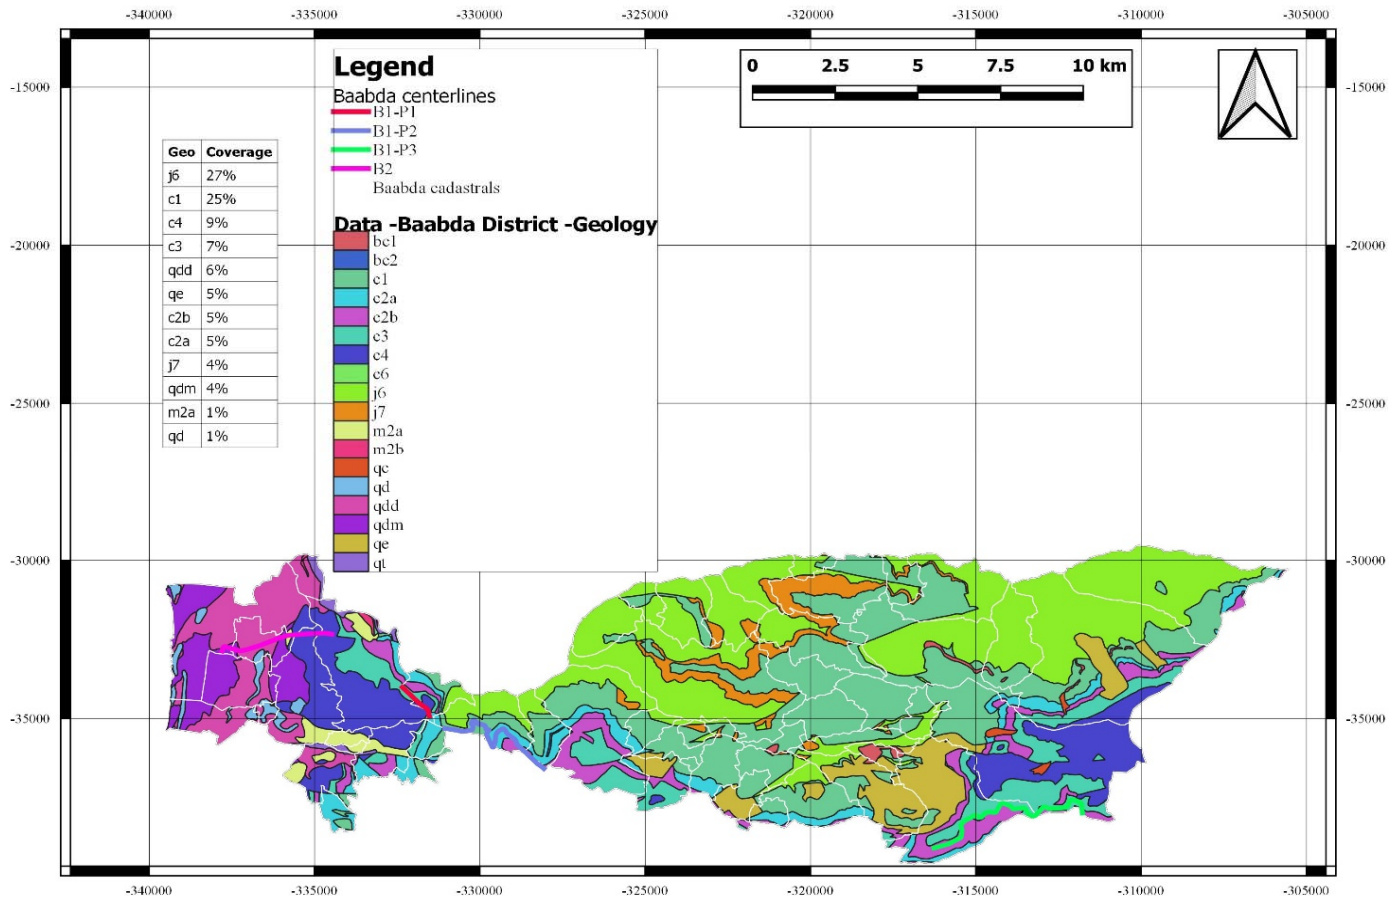 -340000 -335000 -330000 -325000 -320000 -315000 -310000 -305000
Legend
Baabda centerlines
B1-P1
B1-P2
B1-P3
B2
Baabda cadastrals
Data -Baabda District -Geology
bc1
bc2
c1
c2a
c2b
c3
c4
c6
j6
j7
m2a
m2b
qc
qd
qdd
qdm
qe
qt
0 2.5 5 7.5 10 km
Geo Coverage
j6 27%
c1 25%
c4 9%
c3 7%
qdd 6%
qe 5%
c2b 5%
c2a 5%
j7 4%
qdm 4%
m2a 1%
qd 1%
-15000 -15000
-20000 -20000
-25000 -25000
-30000 -30000
-35000 -35000
-340000 -335000 -330000 -325000 -320000 -315000 -310000 -305000